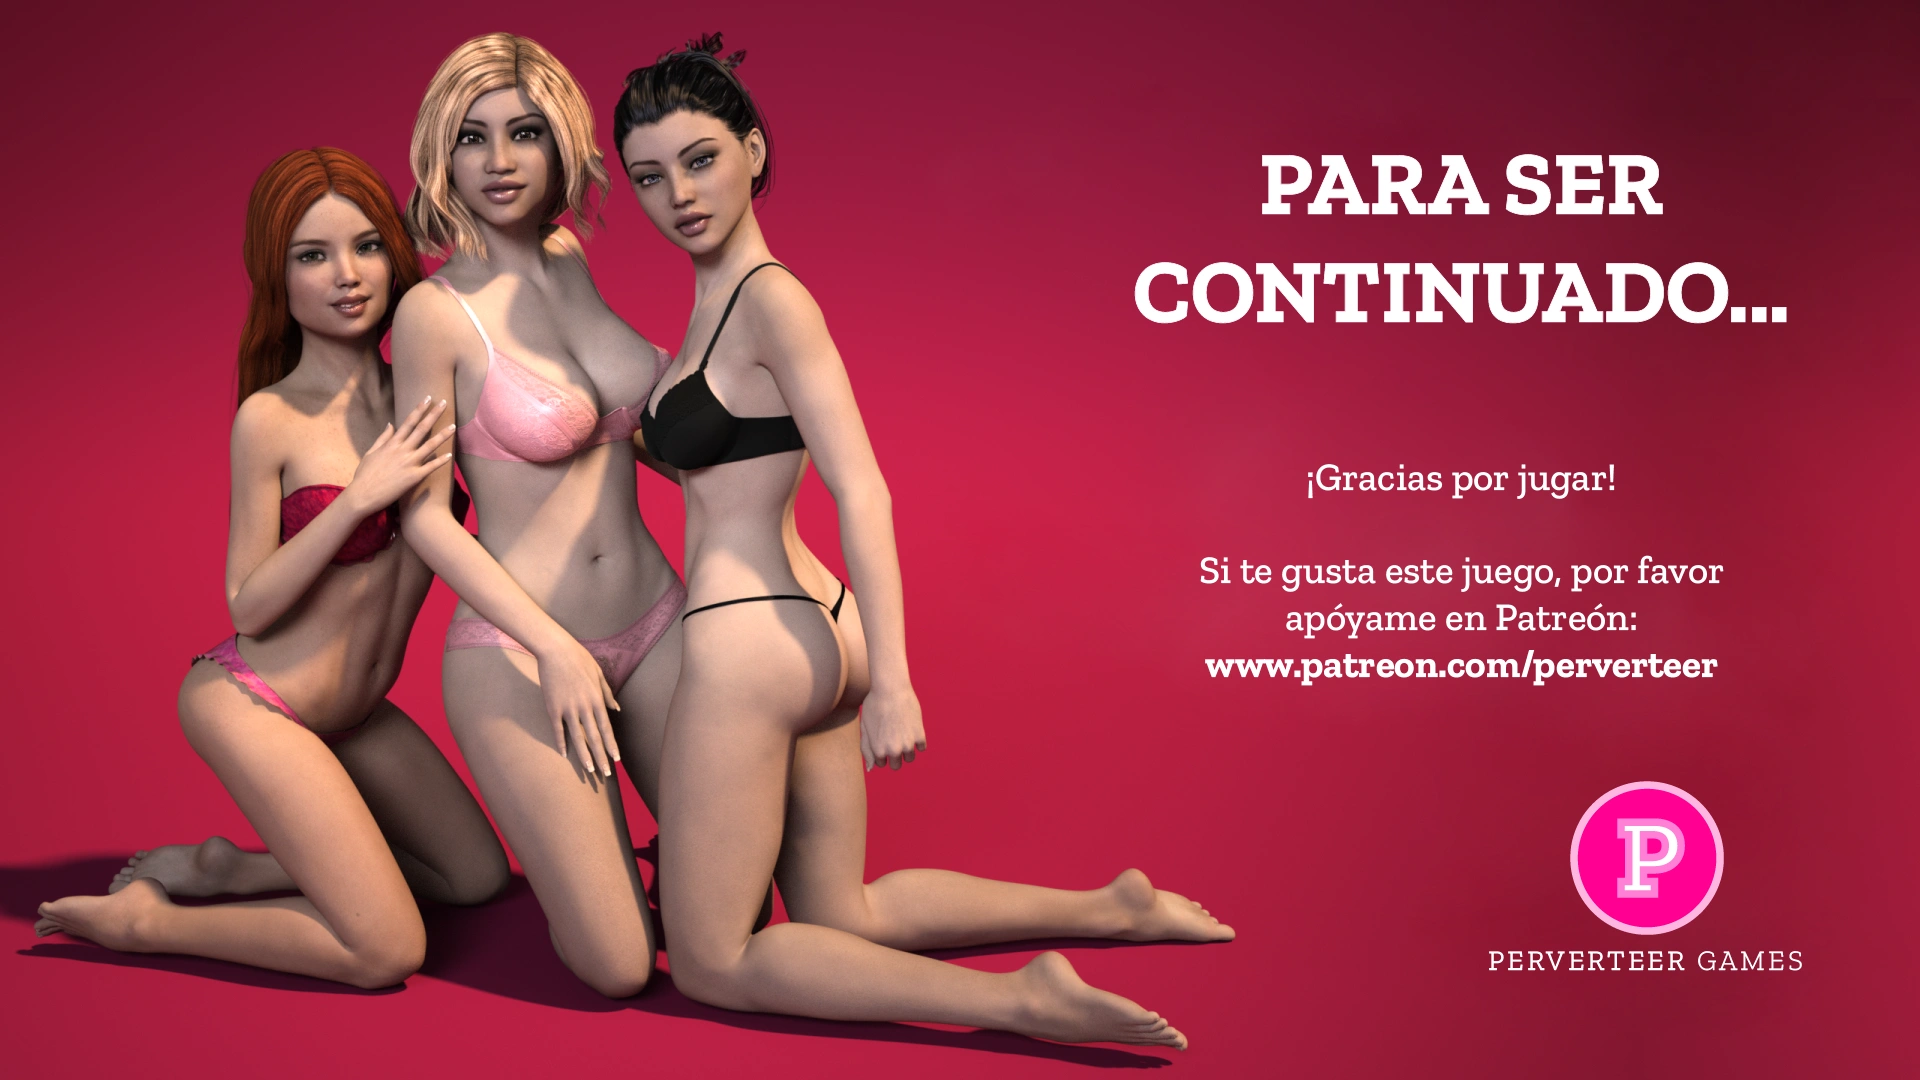 PARA SER
CONTINUADO...
¡Gracias por jugar!
Si te gusta este juego, por favor
apóyame en Patreón:
www.patreon.com/perverteer
P
PERVERTEER GAMES